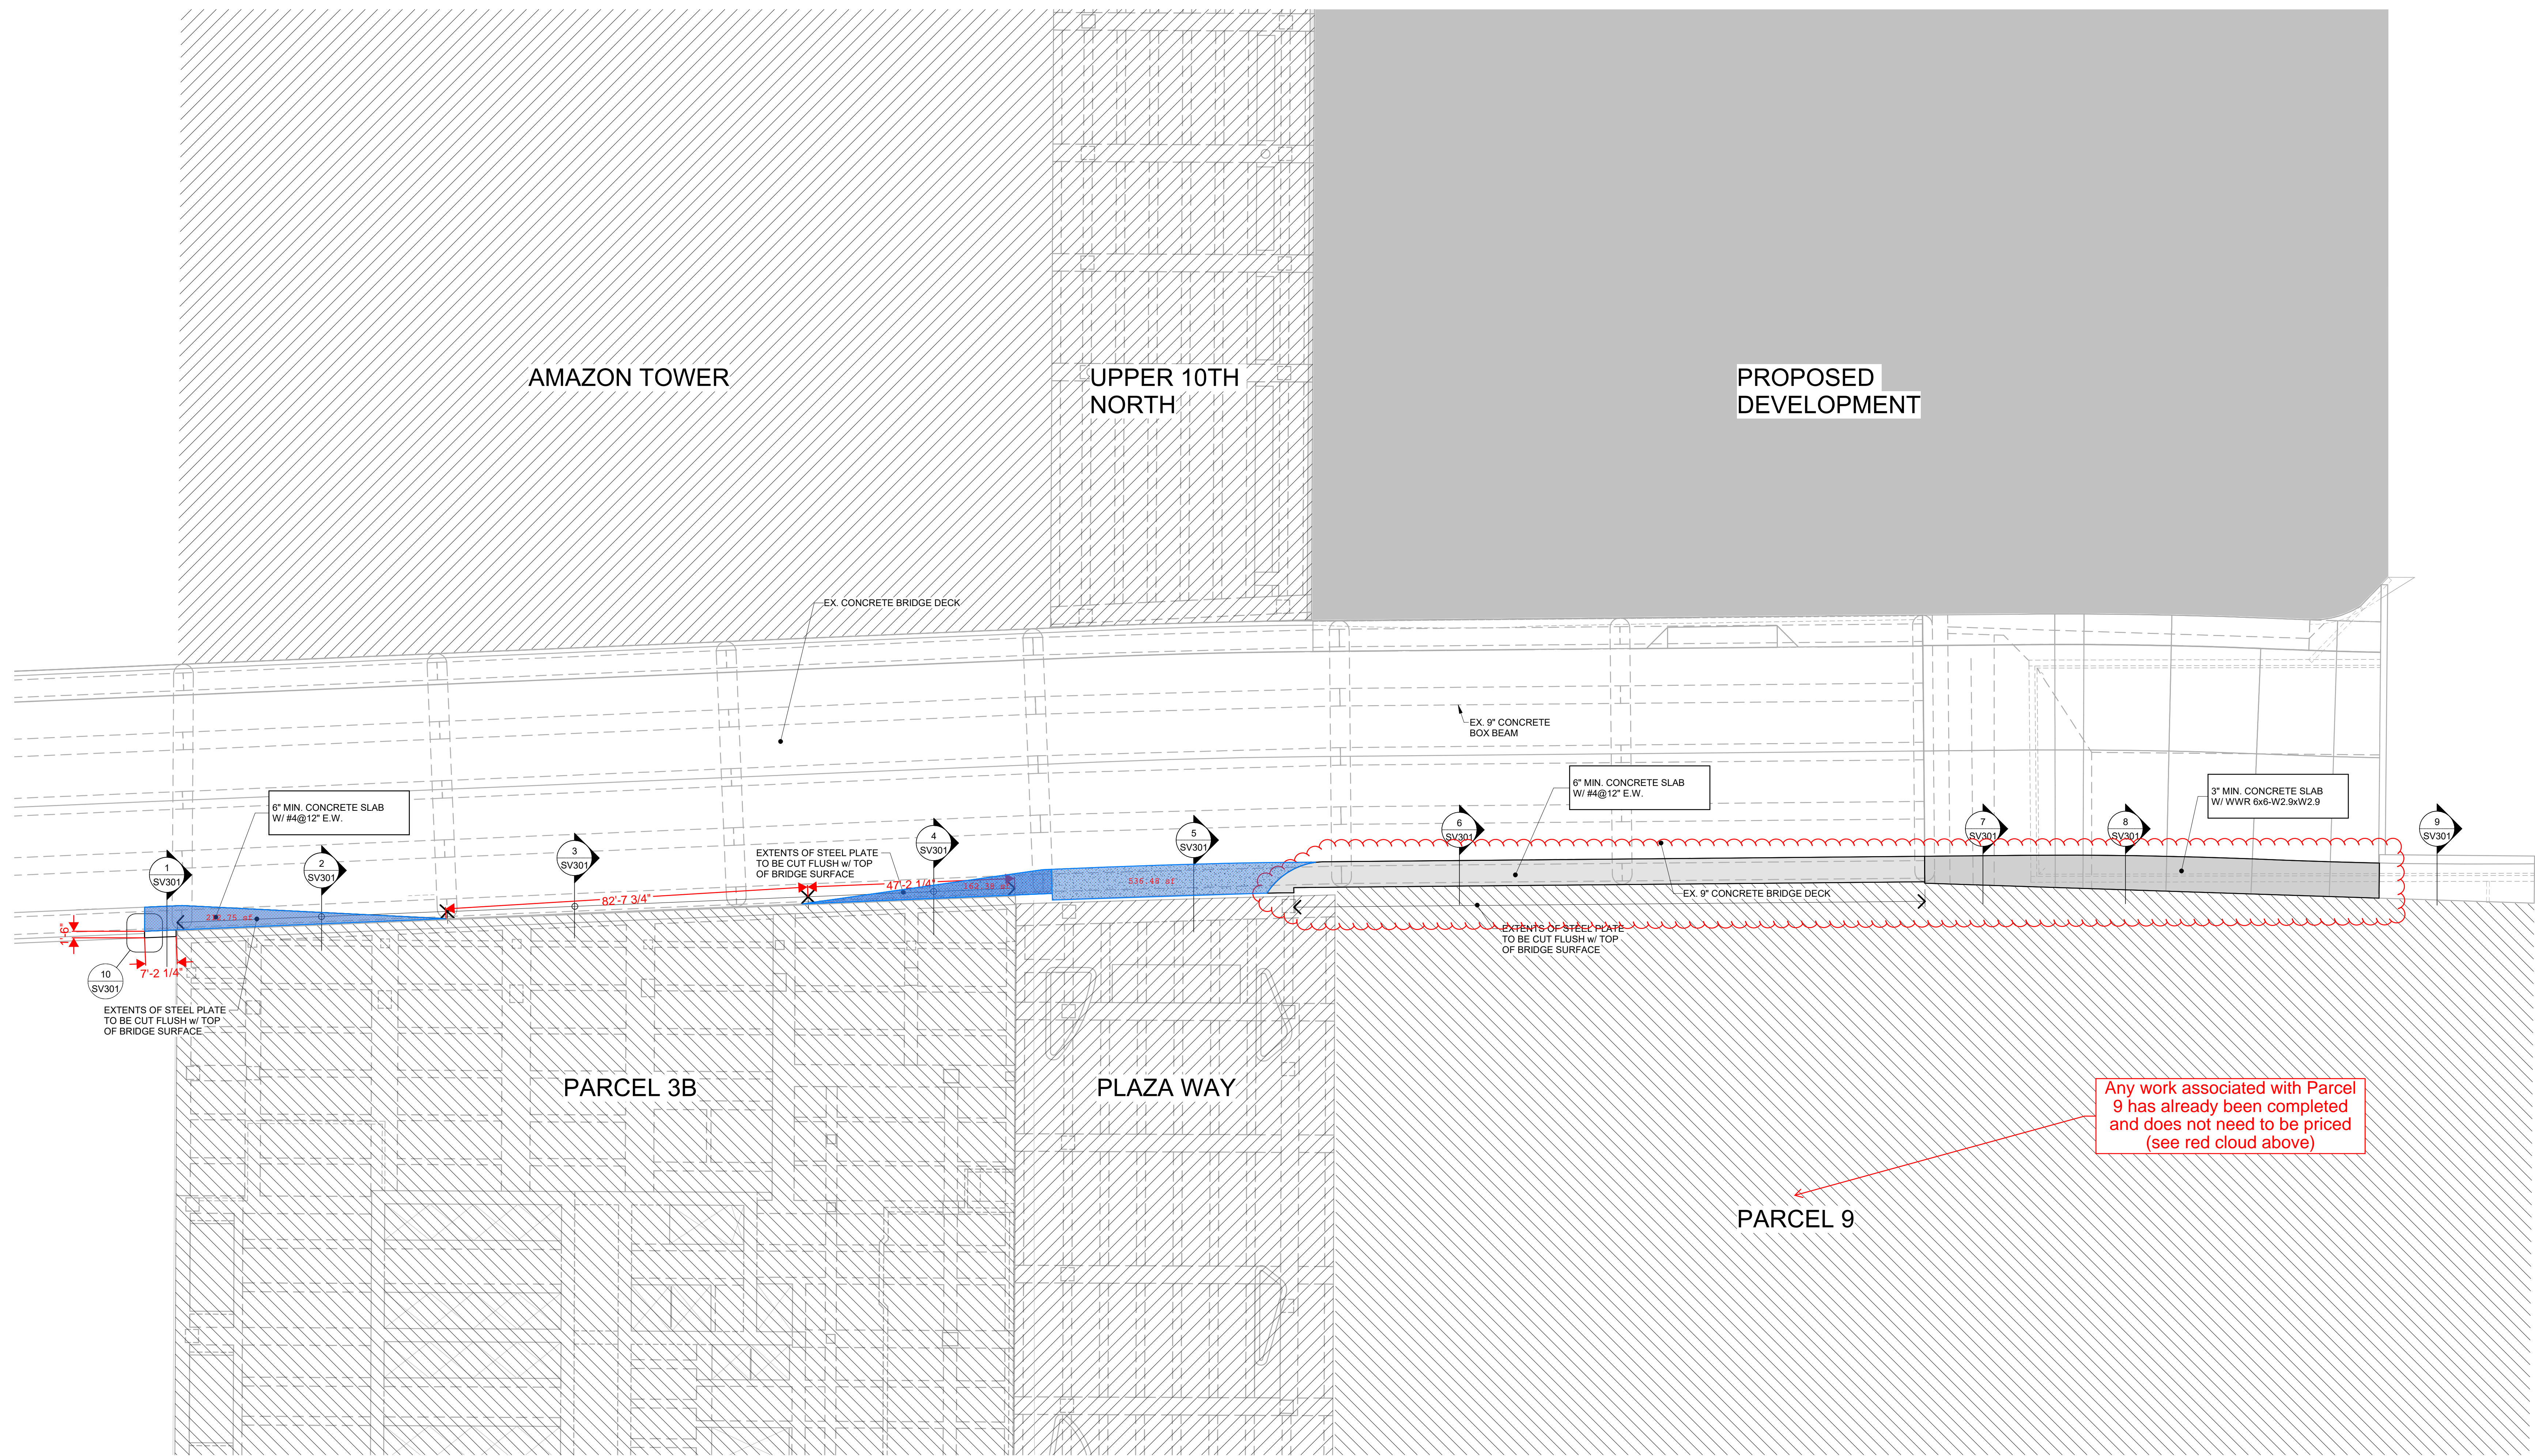 AMAZON TOWER
UPPER 10TH
NORTH
PROPOSED
DEVELOPMENT
EX. CONCRETE BRIDGE DECK
EX. 9" CONCRETE
BOX BEAM
6" MIN. CONCRETE SLAB
W/ #4@12" E.W.
6" MIN. CONCRETE SLAB
W/ #4@12" E.W.
3" MIN. CONCRETE SLAB
W/ WWR 6x6-W2.9xW2.9
1
SV301
2
SV301
3
SV301
4
SV301
5
SV301
6
SV301
7
SV301
8
SV301
9
SV301
EXTENTS OF STEEL PLATE
TO BE CUT FLUSH w/ TOP
OF BRIDGE SURFACE
82'-7 3/4"
47'-2 1/4"
536.48 sf
EX. 9" CONCRETE BRIDGE DECK
1'-6"
7'-2 1/4"
10
SV301
EXTENTS OF STEEL PLATE
TO BE CUT FLUSH w/ TOP
OF BRIDGE SURFACE
EXTENTS OF STEEL PLATE
TO BE CUT FLUSH w/ TOP
OF BRIDGE SURFACE
PARCEL 3B
PLAZA WAY
Any work associated with Parcel
9 has already been completed
and does not need to be priced
(see red cloud above)
PARCEL 9